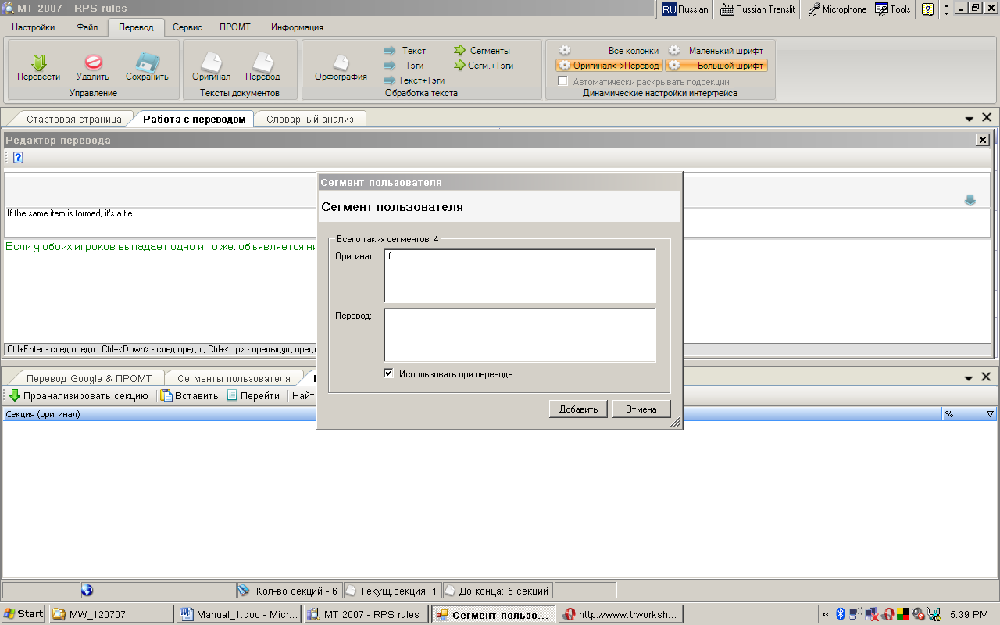 MT 2007 - RPS rules
RU Russian Russian Translit Microphone Tools
Настройки Файл Перевод Сервис ПРОМТ Информация
Перевести Удалить Сохранить
Управление
Оригинал Перевод
Тексты документов
Орфография
Текст Сегменты
Тэги Сегм.+Тэги
Текст+Тэги
Обработка текста
Все колонки Маленький шрифт
Оригинал<->Перевод Большой шрифт
Автоматически раскрывать подсекции
Динамические настройки интерфейса
Стартовая страница Работа с переводом Словарный анализ
Редактор перевода
If the same item is formed, it's a tie.
Если у обоих игроков выпадает одно и то же, объявляется
Ctrl+Enter - след.предл.; Ctrl+<Down> - след.предл.; Ctrl+<Up> - предыдущ.пред
Сегмент пользователя
Сегмент пользователя
Всего таких сегментов: 4
Оригинал: If
Перевод:
Использовать при переводе
Добавить Отмена
Перевод Google & ПРОМТ Сегменты пользователя
Проанализировать секцию Вставить Перейти Найт
Секция (оригинал) %
Кол-во секций - 6 Текущ.секция: 1 До конца: 5 секций
Start MW_120707 Manual_1.doc - Micr... MT 2007 - RPS rules Сегмент пользо... http://www.trworksh... « 5:39 PM